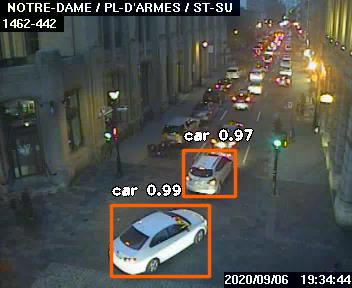 NOTRE-DAME / PL-D'ARMES / ST-SU
1462-442
car 0.97
car 0.99
2020/09/06 19:34:44